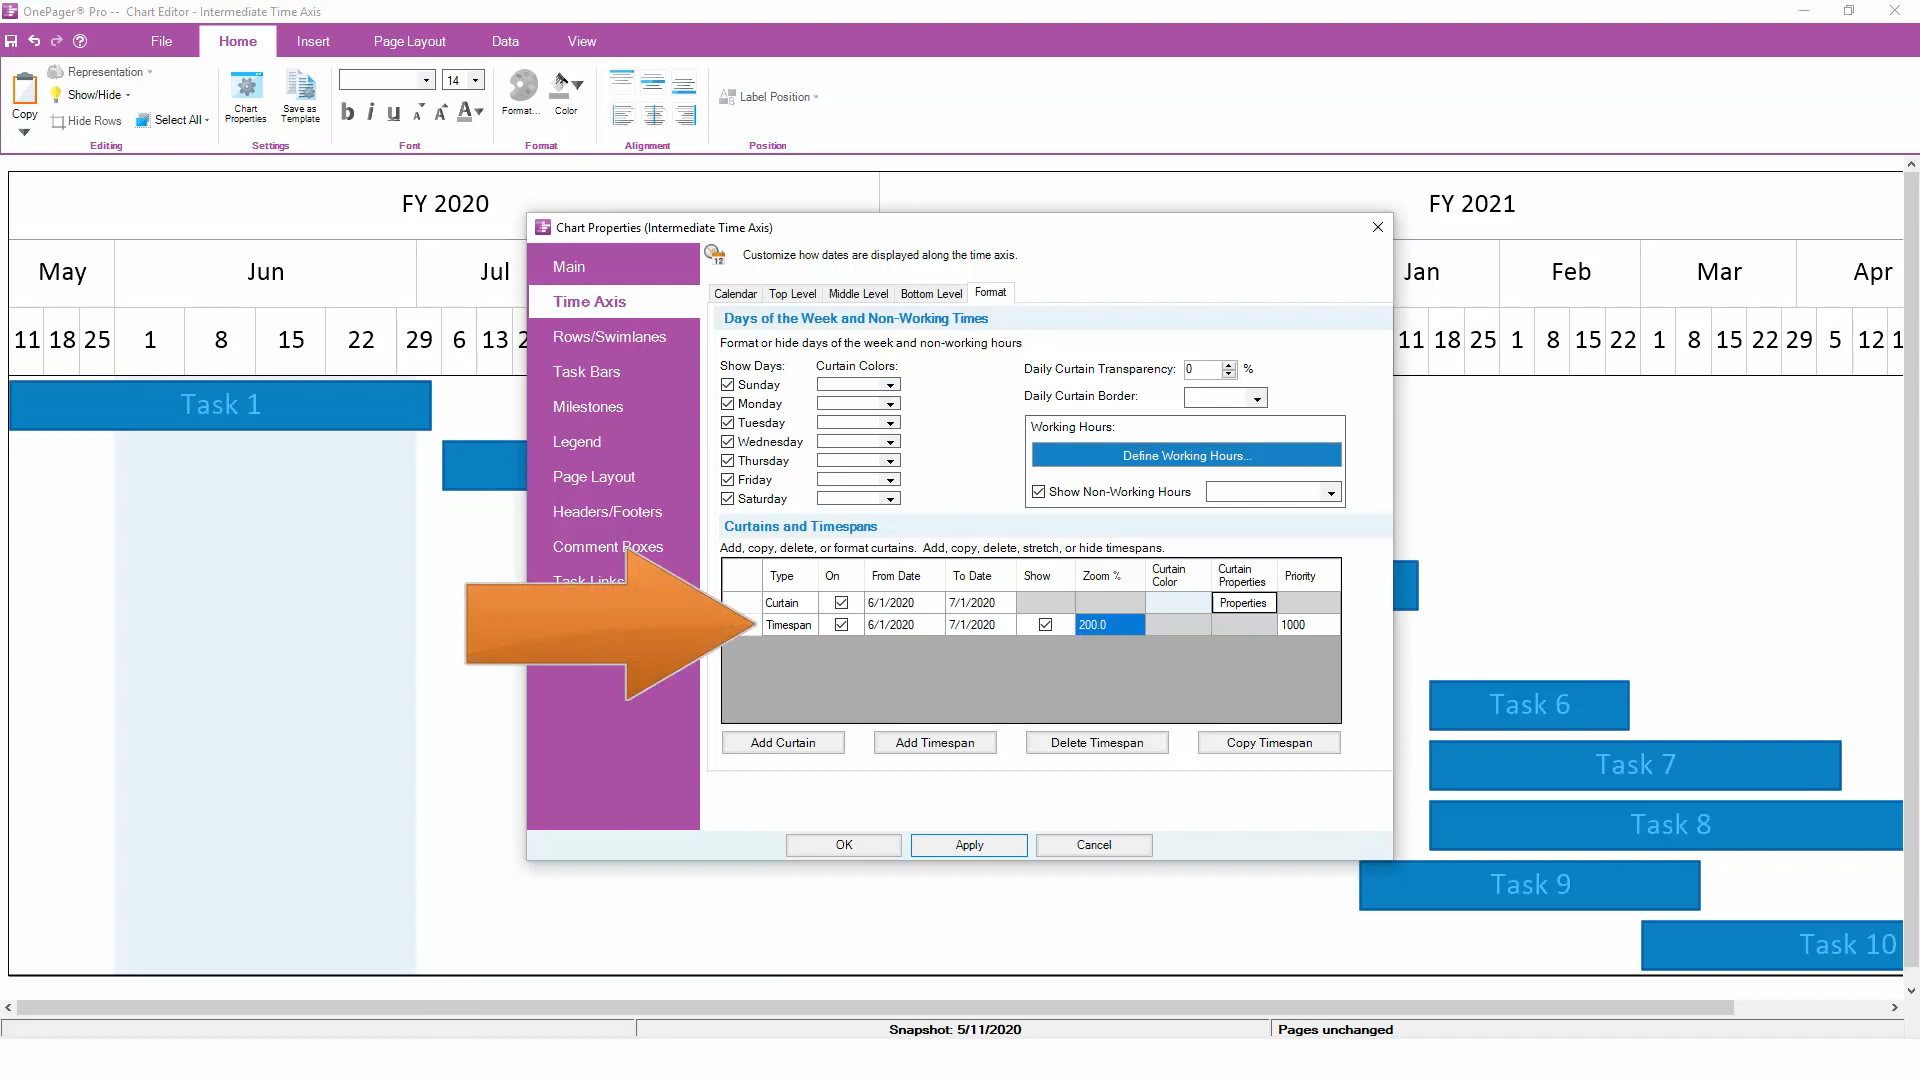 OnePager® Pro -- Chart Editor - Intermediate Time Axis
File Home Insert Page Layout Data View
Copy
Representation
Show/Hide
Hide Rows
Select All
Editing
Chart Properties
Save as Template
Settings
14
b i u A A A
Font
Format...
Color
Format
Alignment
Label Position
Position
FY 2020 FY 2021
May Jun Jul Jan Feb Mar Apr
11 18 25 1 8 15 22 29 6 13 2 11 18 25 1 8 15 22 1 8 15 22 29 5 12 1
Task 1
Task 6
Task 7
Task 8
Task 9
Task 10
Chart Properties (Intermediate Time Axis)
Main
Time Axis
Rows/Swimlanes
Task Bars
Milestones
Legend
Page Layout
Headers/Footers
Comment Boxes
Task Links
12
Customize how dates are displayed along the time axis.
Calendar Top Level Middle Level Bottom Level Format
Days of the Week and Non-Working Times
Format or hide days of the week and non-working hours
Show Days: Curtain Colors:
Sunday
Monday
Tuesday
Wednesday
Thursday
Friday
Saturday
Daily Curtain Transparency: 0 %
Daily Curtain Border:
Working Hours:
Define Working Hours...
Show Non-Working Hours
Curtains and Timespans
Add, copy, delete, or format curtains. Add, copy, delete, stretch, or hide timespans.
Type On From Date To Date Show Zoom % Curtain Color Curtain Properties Priority
Curtain 6/1/2020 7/1/2020 Properties
Timespan 6/1/2020 7/1/2020 200.0 1000
Add Curtain Add Timespan Delete Timespan Copy Timespan
OK Apply Cancel
Snapshot: 5/11/2020 Pages unchanged